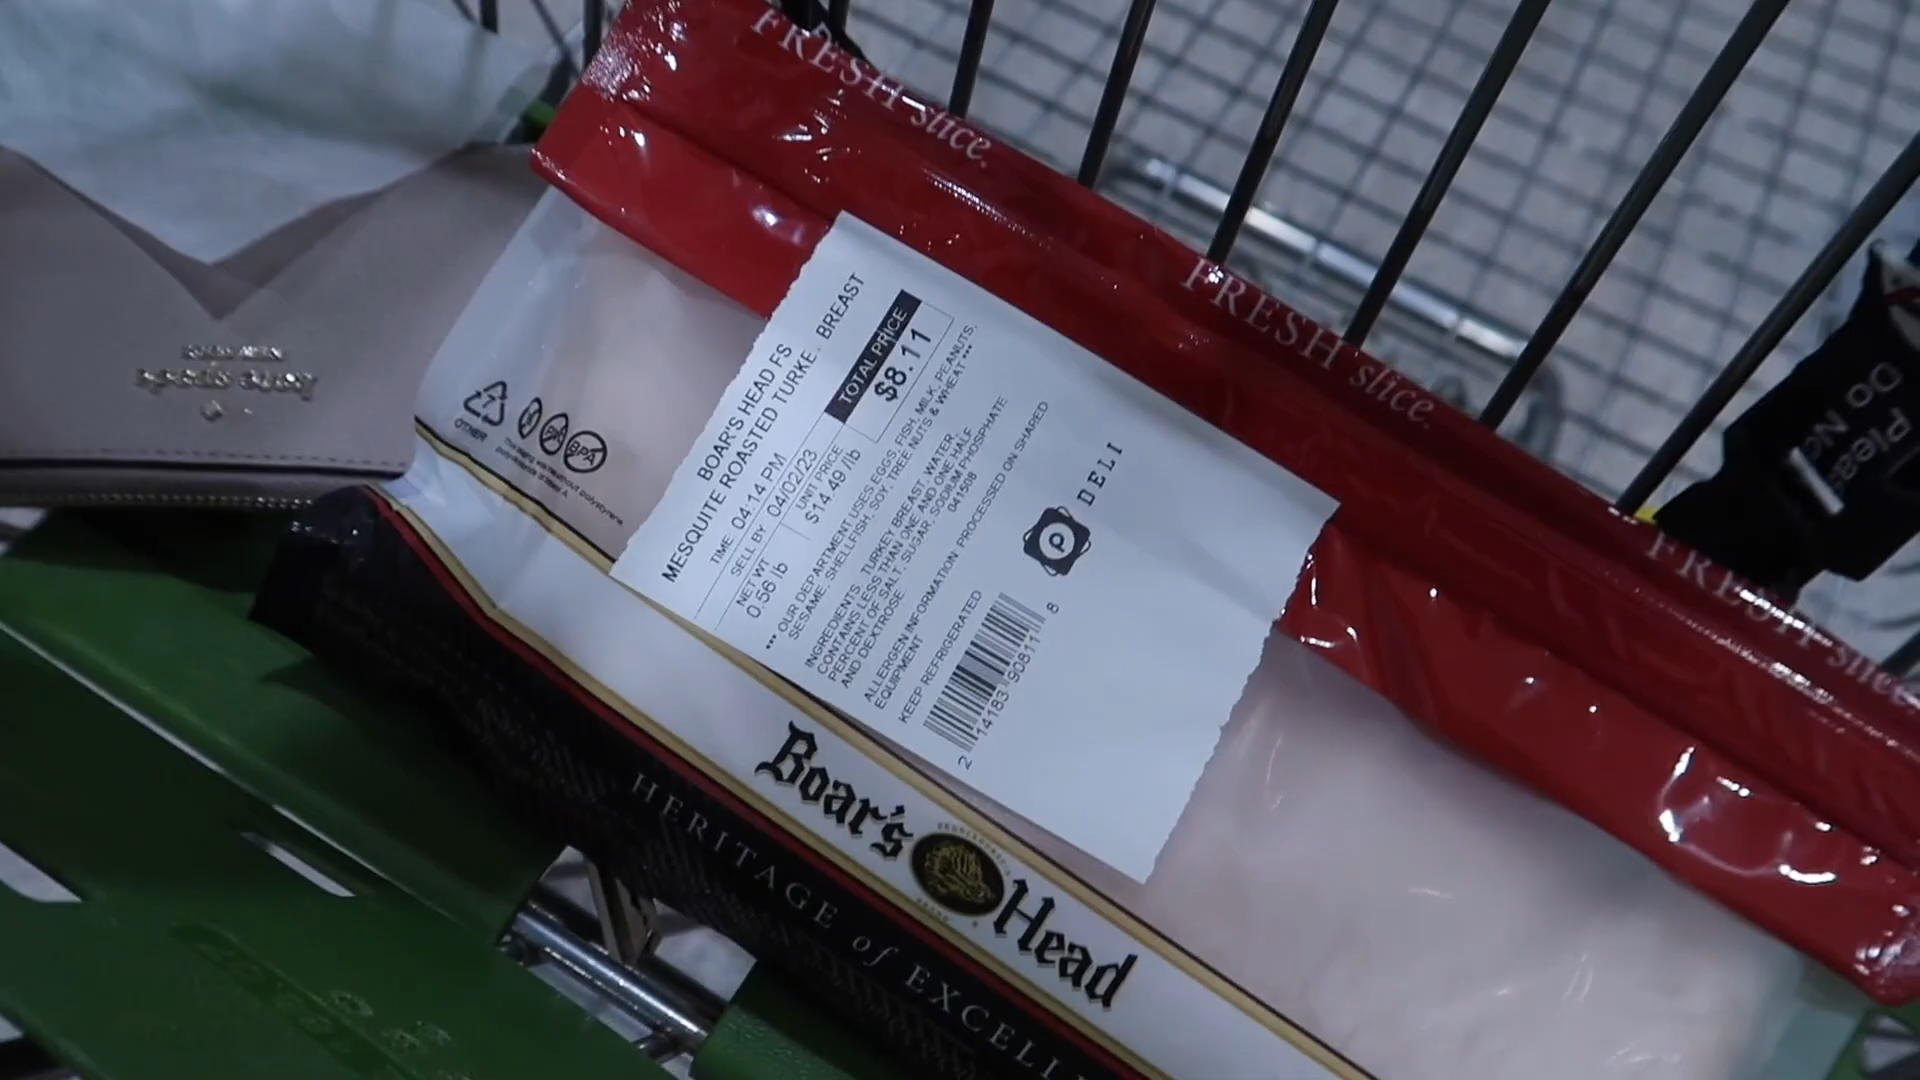 FRESH slice.
FRESH slice.
FRESH slice.
BOAR'S HEAD FS
MESQUITE ROASTED TURKE. BREAST
TIME 04:14 PM
SELL BY 04/02/23
NET WT
0.56 lb
UNIT PRICE
$14.49 /lb
TOTAL PRICE
$8.11
*** OUR DEPARTMENT USES EGGS, FISH, MILK, PEANUTS,
SESAME, SHELLFISH, SOY, TREE NUTS & WHEAT ***
INGREDIENTS: TURKEY BREAST, WATER,
CONTAINS LESS THAN ONE AND ONE HALF
PERCENT OF SALT, SUGAR, SODIUM PHOSPHATE
AND DEXTROSE
041508
ALLERGEN INFORMATION: PROCESSED ON SHARED
EQUIPMENT
KEEP REFRIGERATED
2 14183 90811 8
P DELI
OTHER
BPA
Boar's Head
BRAND
HERITAGE of EXCELL
Pleas
Do No